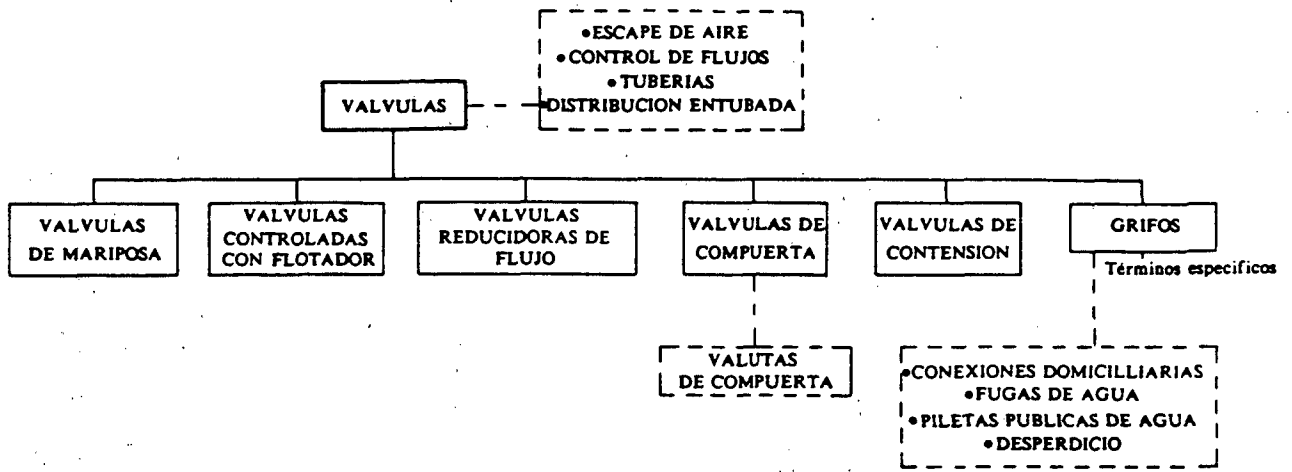 •ESCAPE DE AIRE
•CONTROL DE FLUJOS
•TUBERIAS
•DISTRIBUCION ENTUBADA
VALVULAS
VALVULAS
DE MARIPOSA
VALVULAS
CONTROLADAS
CON FLOTADOR
VALVULAS
REDUCIDORAS DE
FLUJO
VALVULAS DE
COMPUERTA
VALVULAS DE
CONTENSION
GRIFOS
Términos especificos
VALUTAS
DE COMPUERTA
•CONEXIONES DOMICILLIARIAS
•FUGAS DE AGUA
•PILETAS PUBLICAS DE AGUA
•DESPERDICIO